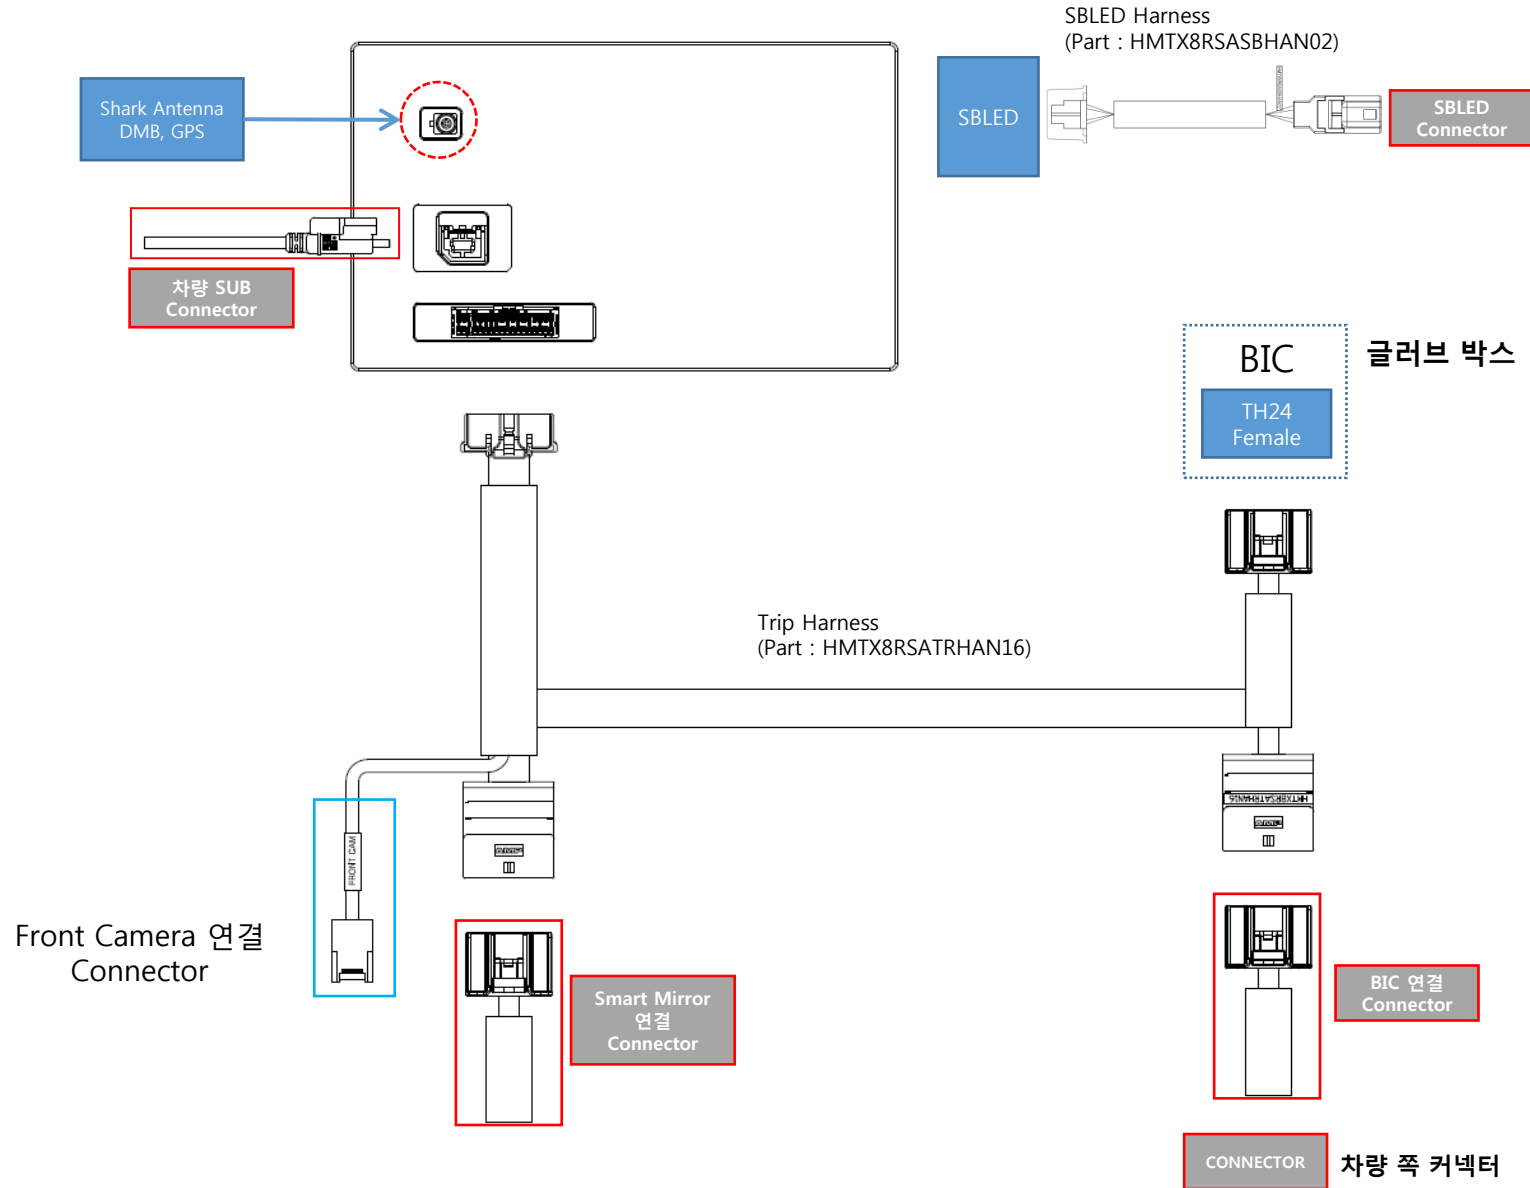 SBLED Harness
(Part : HMTX8RSASBHAN02)
Shark Antenna
DMB, GPS
SBLED
SBLED
Connector
차량 SUB
Connector
BIC
글러브 박스
TH24
Female
Trip Harness
(Part : HMTX8RSATRHAN16)
HMTX8RSATRHAN16
FRONT CAM
Front Camera 연결
Connector
Smart Mirror
연결
Connector
BIC 연결
Connector
CONNECTOR
차량 쪽 커넥터